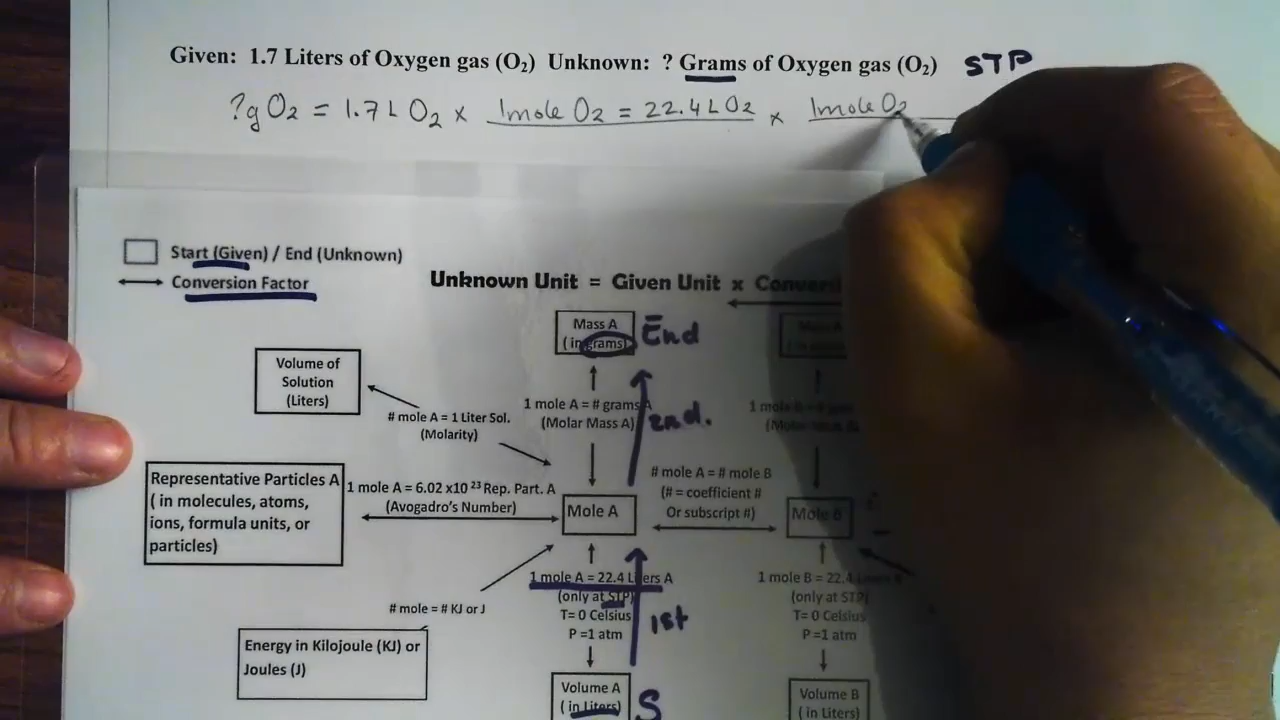 Given: 1.7 Liters of Oxygen gas (O₂) Unknown: ? Grams of Oxygen gas (O₂) STP
?gO₂ = 1.7 L O₂ x 1mole O₂ = 22.4 L O₂ x 1mole O₂
Start (Given) / End (Unknown)
Conversion Factor
Unknown Unit = Given Unit x
Mass A
(in grams)
End
Volume of
Solution
(Liters)
# mole A = 1 Liter Sol.
(Molarity)
1 mole A = # grams A
(Molar Mass A)
2nd.
Representative Particles A
( in molecules, atoms,
ions, formula units, or
particles)
1 mole A = 6.02 x10 ²³ Rep. Part. A
(Avogadro's Number)
Mole A
# mole A = # mole B
(# = coefficient #
Or subscript #)
Mole B
1 mole A = 22.4 Liters A
(only at STP)
T= 0 Celsius
P =1 atm
1st
1 mole B = 22.4
(only at STP)
T= 0 Celsius
P =1 atm
# mole = # KJ or J
Energy in Kilojoule (KJ) or
Joules (J)
Volume A
( in Liters)
S
Volume B
( in Liters)